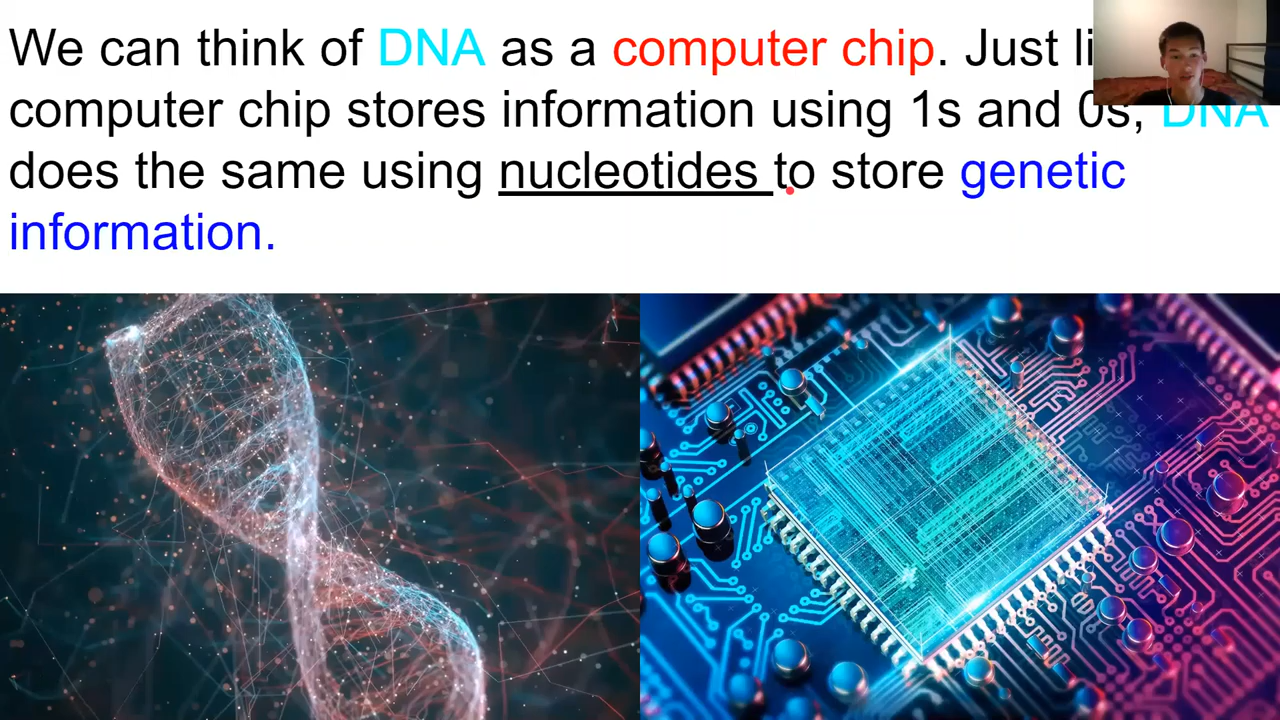 We can think of DNA as a computer chip. Just
computer chip stores information using 1s and 0s, DNA
does the same using nucleotides to store genetic
information.